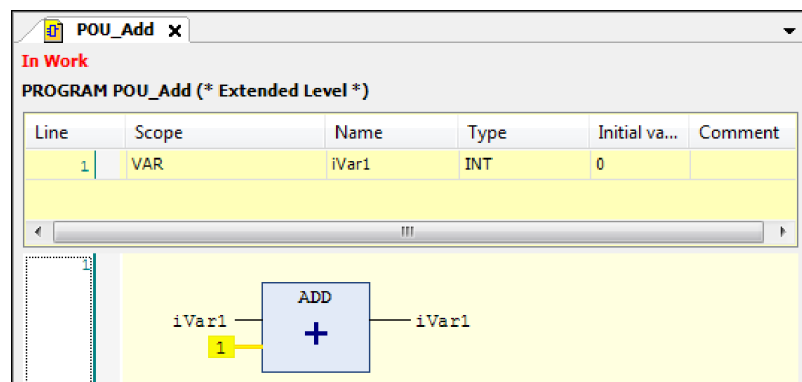 POU_Add x
In Work
PROGRAM POU_Add (* Extended Level *)
Line Scope Name Type Initial va... Comment
1 VAR iVar1 INT 0
1
ADD
iVar1 + iVar1
1